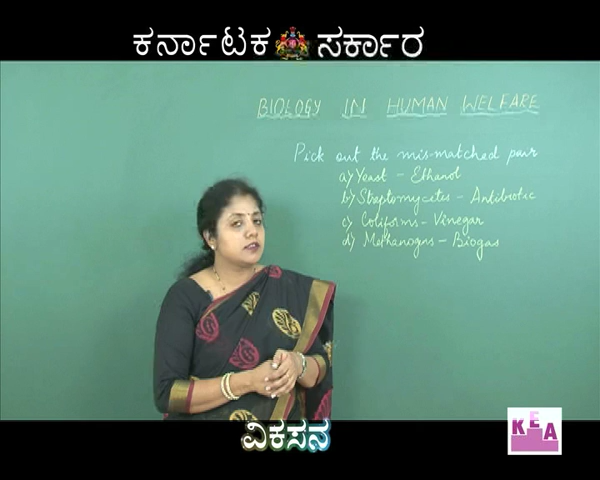 ಕರ್ನಾಟಕ ಸರ್ಕಾರ
BIOLOGY IN HUMAN WELFARE
Pick out the mis-matched pair
a) Yeast - Ethanol
b) Streptomycetes - Antibiotic
c) Coliforms - Vinegar
d) Methanogens - Biogas
ವಿಕಸನ
KEA